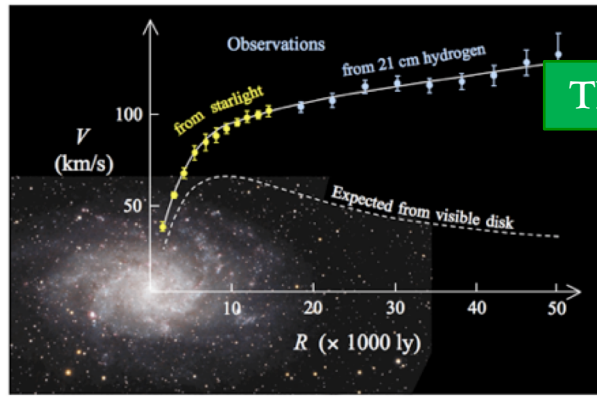 Observations
from 21 cm hydrogen
from starlight
V
(km/s)
100
50
Expected from visible disk
10
20
30
40
50
R (× 1000 ly)